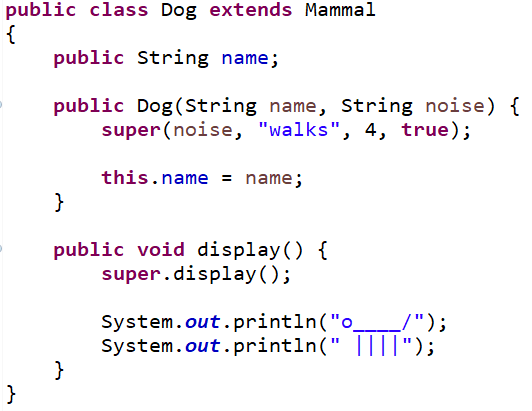 public class Dog extends Mammal
{
    public String name;

    public Dog(String name, String noise) {
        super(noise, "walks", 4, true);

        this.name = name;
    }

    public void display() {
        super.display();

        System.out.println("o____/");
        System.out.println(" ||||");
    }
}